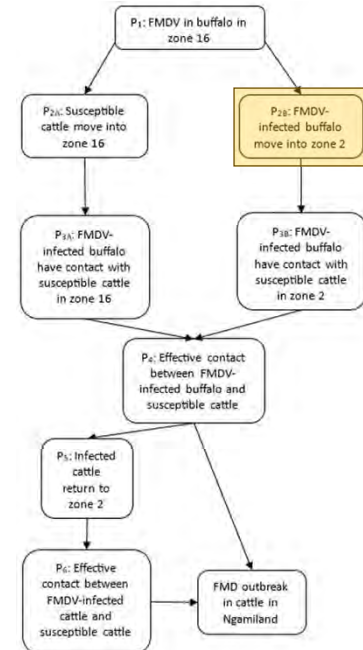 P₁: FMDV in buffalo in
zone 16
P₂ₐ: Susceptible
cattle move into
zone 16
P₂B: FMDV-
infected buffalo
move into zone 2
P₃ₐ: FMDV-
infected buffalo
have contact with
susceptible cattle
in zone 16
P₃B: FMDV-
infected buffalo
have contact with
susceptible cattle
in zone 2
P₄: Effective contact
between FMDV-
infected buffalo and
susceptible cattle
P₅: Infected
cattle
return to
zone 2
P₆: Effective
contact between
FMDV-infected
cattle and
susceptible cattle
FMD outbreak
in cattle in
Ngamiland